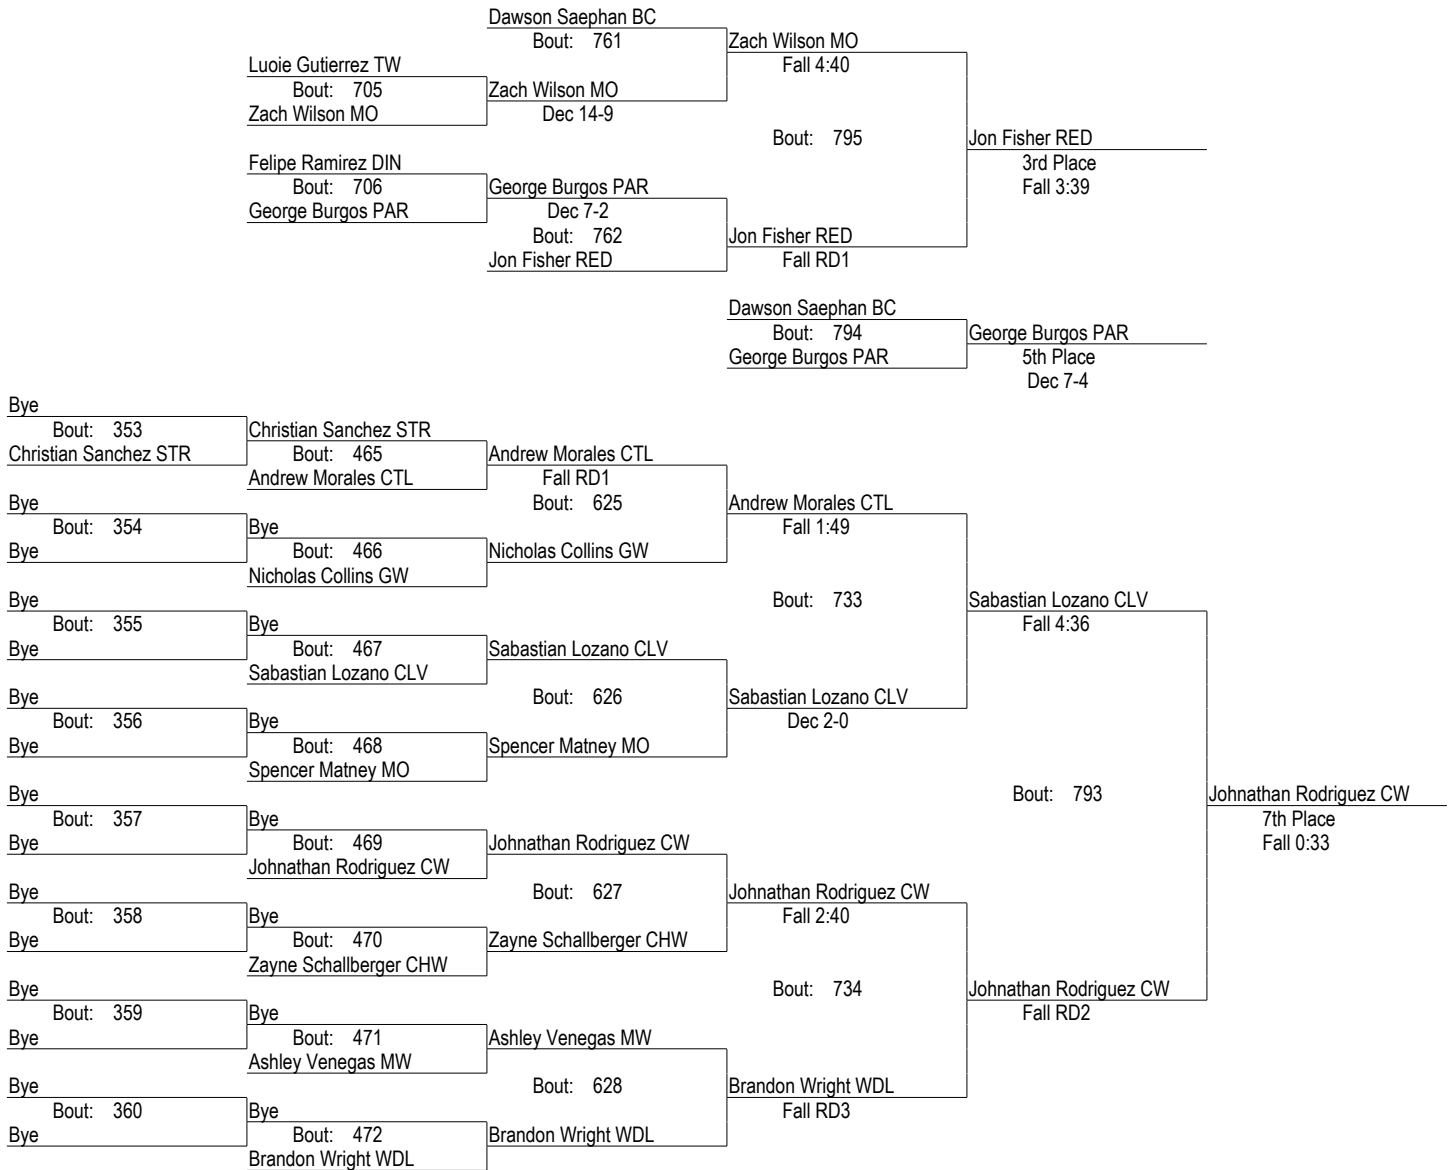 Dawson Saephan BC
Bout: 761
Zach Wilson MO
Fall 4:40
Luoie Gutierrez TW
Bout: 705
Zach Wilson MO
Zach Wilson MO
Dec 14-9
Bout: 795
Jon Fisher RED
3rd Place
Fall 3:39
Felipe Ramirez DIN
Bout: 706
George Burgos PAR
George Burgos PAR
Dec 7-2
Bout: 762
Jon Fisher RED
Jon Fisher RED
Fall RD1
Dawson Saephan BC
Bout: 794
George Burgos PAR
George Burgos PAR
5th Place
Dec 7-4
Bye
Bout: 353
Christian Sanchez STR
Christian Sanchez STR
Bout: 465
Andrew Morales CTL
Andrew Morales CTL
Fall RD1
Bout: 625
Andrew Morales CTL
Fall 1:49
Bye
Bout: 354
Bye
Bye
Bout: 466
Nicholas Collins GW
Nicholas Collins GW
Bye
Bout: 355
Bye
Bye
Bout: 467
Sabastian Lozano CLV
Sabastian Lozano CLV
Bout: 733
Sabastian Lozano CLV
Fall 4:36
Bout: 626
Sabastian Lozano CLV
Dec 2-0
Bye
Bout: 356
Bye
Bye
Bout: 468
Spencer Matney MO
Spencer Matney MO
Bout: 793
Johnathan Rodriguez CW
7th Place
Fall 0:33
Bye
Bout: 357
Bye
Bye
Bout: 469
Johnathan Rodriguez CW
Johnathan Rodriguez CW
Bout: 627
Johnathan Rodriguez CW
Fall 2:40
Bye
Bout: 358
Bye
Bye
Bout: 470
Zayne Schallberger CHW
Zayne Schallberger CHW
Bout: 734
Johnathan Rodriguez CW
Fall RD2
Bye
Bout: 359
Bye
Bye
Bout: 471
Ashley Venegas MW
Ashley Venegas MW
Bout: 628
Brandon Wright WDL
Fall RD3
Bye
Bout: 360
Bye
Bye
Bout: 472
Brandon Wright WDL
Brandon Wright WDL